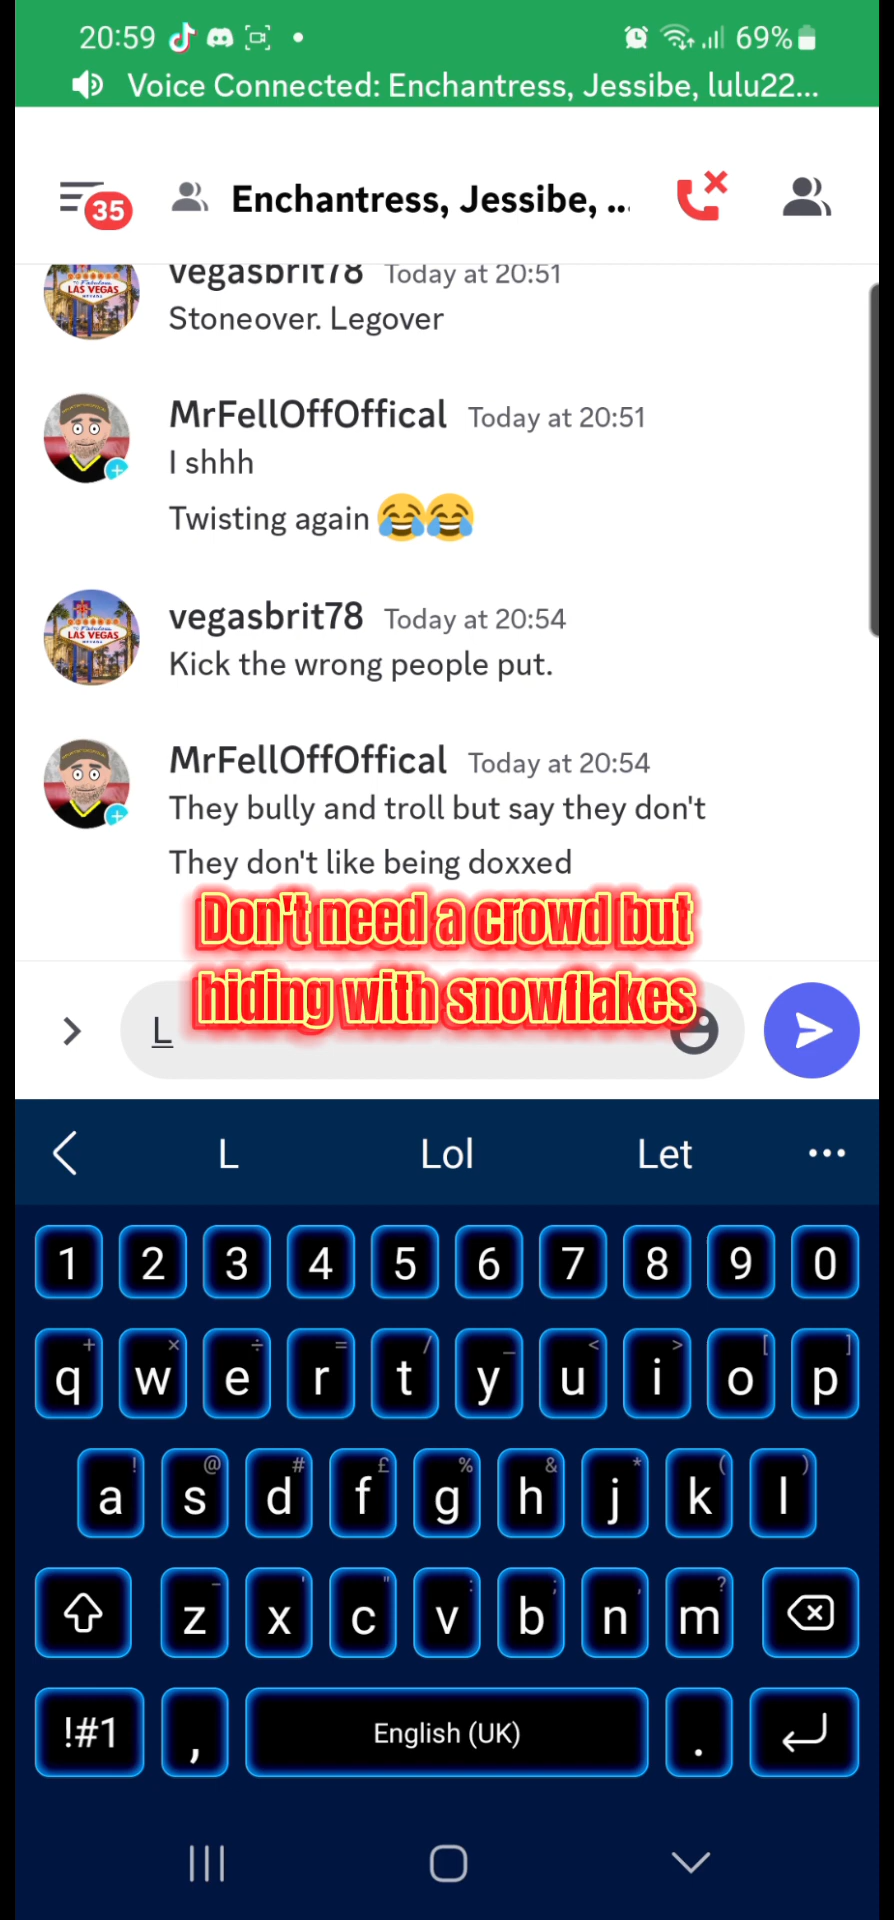 20:59
69%
Voice Connected: Enchantress, Jessibe, lulu22...
35
Enchantress, Jessibe, ...
vegasbrit78 Today at 20:51
Stoneover. Legover
MrFellOffOffical Today at 20:51
I shhh
Twisting again 😂😂
vegasbrit78 Today at 20:54
Kick the wrong people put.
MrFellOffOffical Today at 20:54
They bully and troll but say they don't
They don't like being doxxed
Don't need a crowd but
hiding with snowflakes
L
L Lol Let
1 2 3 4 5 6 7 8 9 0
+ × ÷ = / _ < > [ ]
q w e r t y u i o p
! @ # £ % & * ( )
a s d f g h j k l
- ' " : ; , ?
z x c v b n m
!#1 , English (UK) .
LAS VEGAS
LAS VEGAS